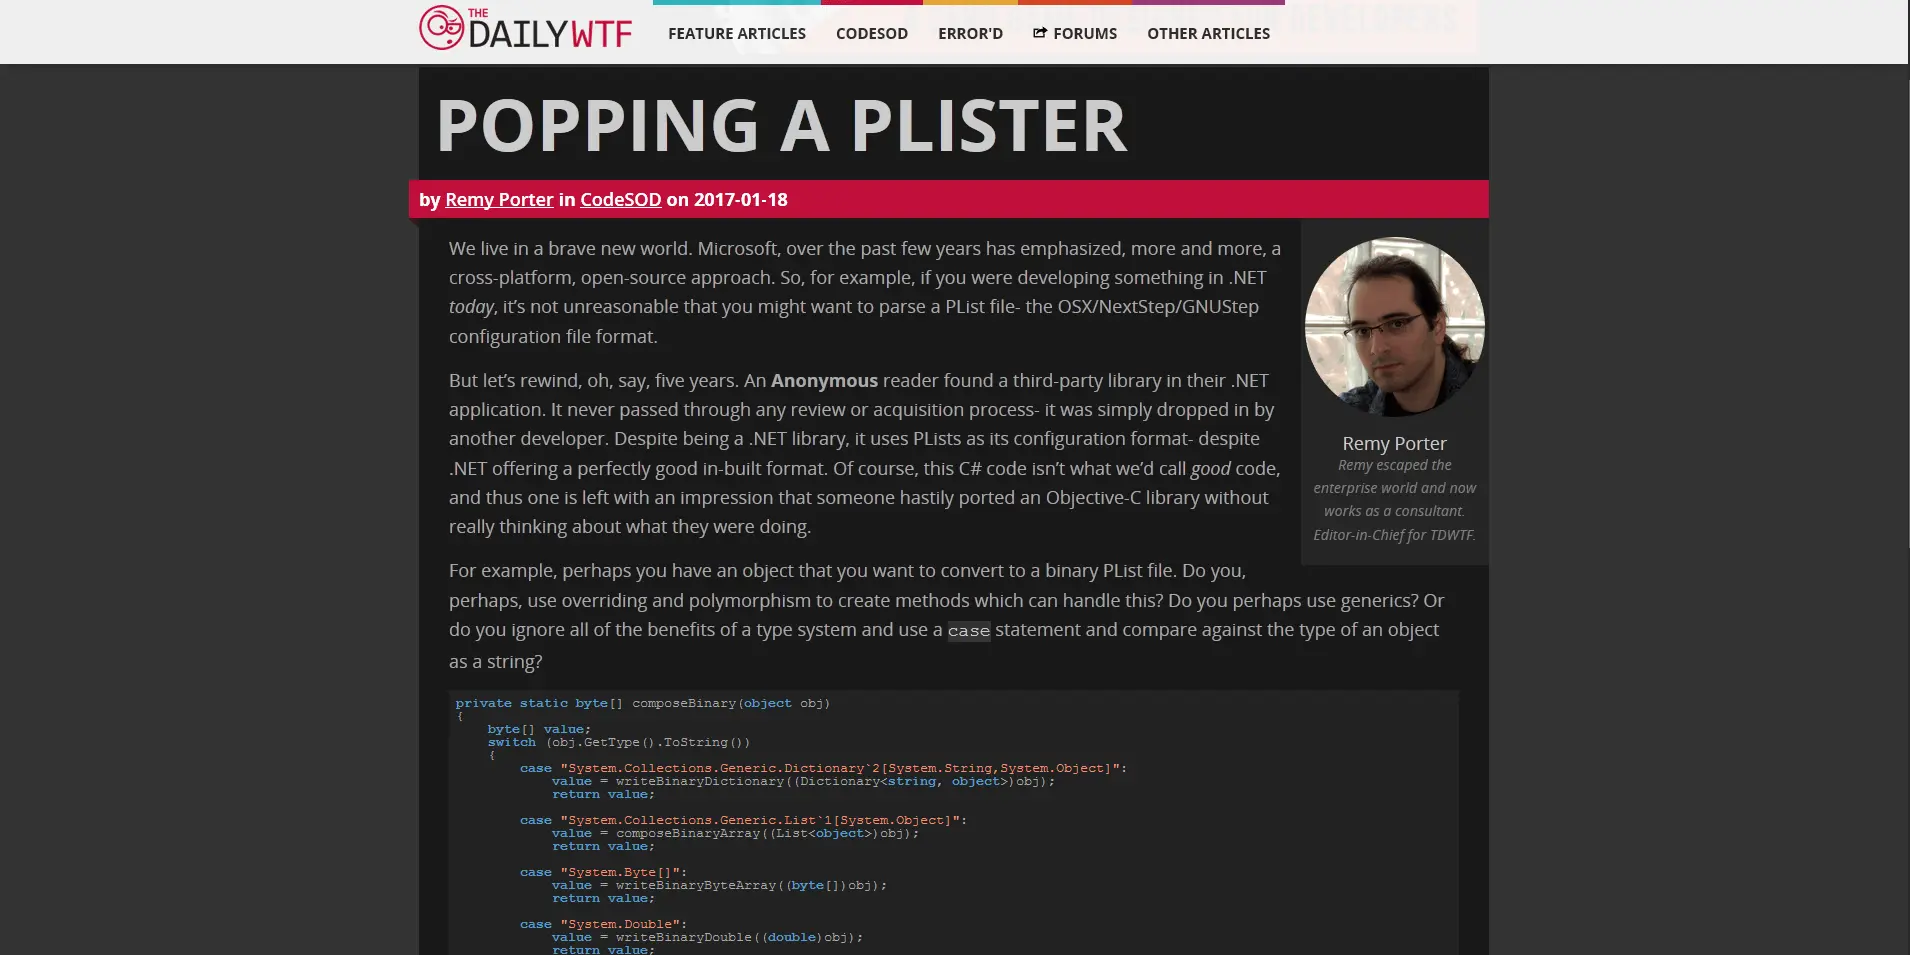 THE
DAILYWTF
FEATURE ARTICLES
CODESOD
ERROR'D
FORUMS
OTHER ARTICLES
DEVELOPERS
POPPING A PLISTER
by Remy Porter in CodeSOD on 2017-01-18
We live in a brave new world. Microsoft, over the past few years has emphasized, more and more, a
cross-platform, open-source approach. So, for example, if you were developing something in .NET
today, it’s not unreasonable that you might want to parse a PList file- the OSX/NextStep/GNUStep
configuration file format.
But let’s rewind, oh, say, five years. An Anonymous reader found a third-party library in their .NET
application. It never passed through any review or acquisition process- it was simply dropped in by
another developer. Despite being a .NET library, it uses PLists as its configuration format- despite
.NET offering a perfectly good in-built format. Of course, this C# code isn’t what we’d call good code,
and thus one is left with an impression that someone hastily ported an Objective-C library without
really thinking about what they were doing.
Remy Porter
Remy escaped the
enterprise world and now
works as a consultant.
Editor-in-Chief for TDWTF.
For example, perhaps you have an object that you want to convert to a binary PList file. Do you,
perhaps, use overriding and polymorphism to create methods which can handle this? Do you perhaps use generics? Or
do you ignore all of the benefits of a type system and use a case statement and compare against the type of an object
as a string?
private static byte[] composeBinary(object obj)
{
byte[] value;
switch (obj.GetType().ToString())
{
case "System.Collections.Generic.Dictionary`2[System.String,System.Object]":
value = writeBinaryDictionary((Dictionary<string, object>)obj);
return value;
case "System.Collections.Generic.List`1[System.Object]":
value = composeBinaryArray((List<object>)obj);
return value;
case "System.Byte[]":
value = writeBinaryByteArray((byte[])obj);
return value;
case "System.Double":
value = writeBinaryDouble((double)obj);
return value;